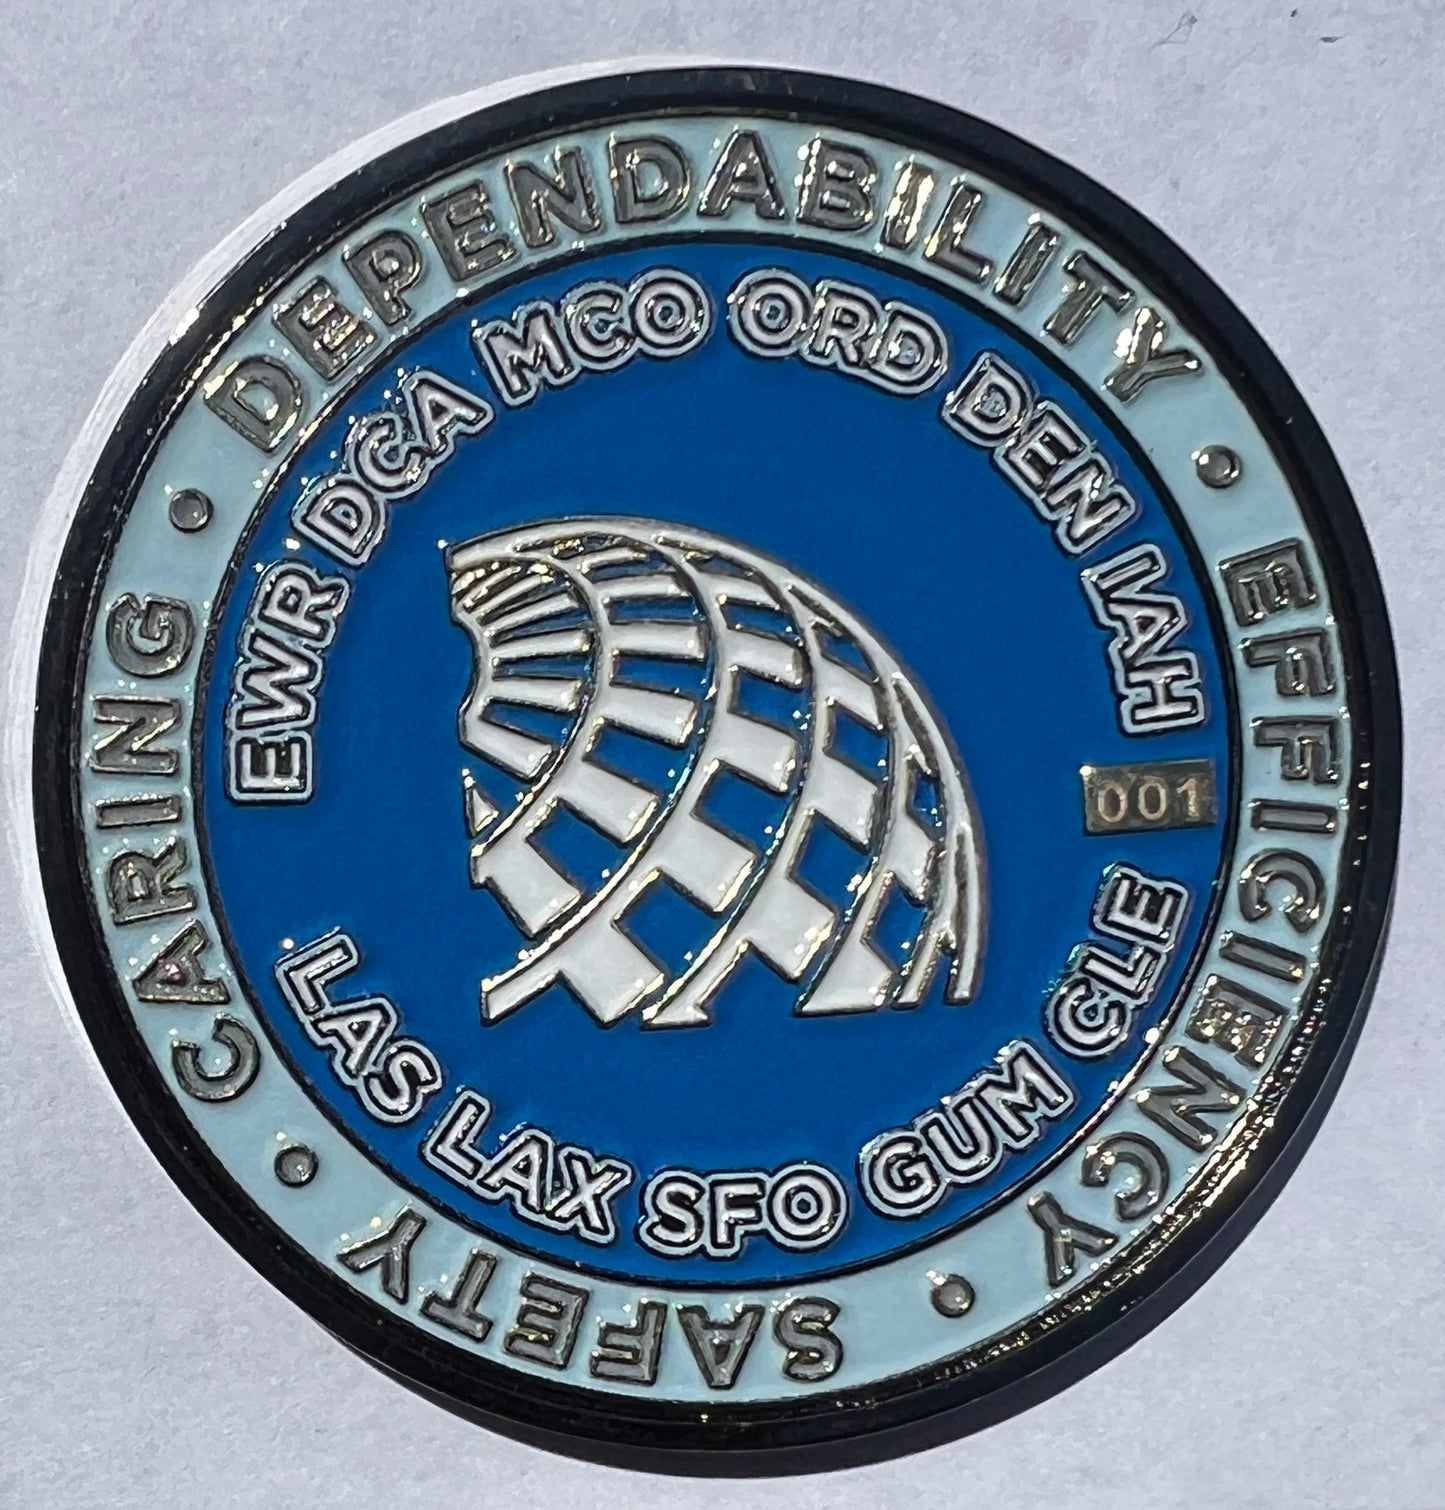 DEPENDABILITY · EFFICIENCY · SAFETY · CARING ·
EWR DCA MCO ORD DEN IAH
001
LAS LAX SFO GUM CLE